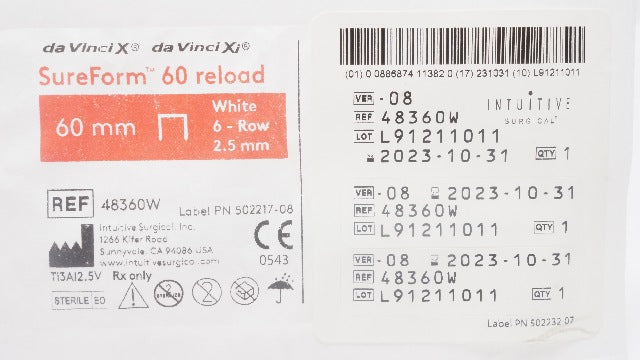 da Vinci X® da Vinci Xi®
SureForm™ 60 reload
60 mm
White
6 - Row
2.5 mm
REF 48360W
Label PN 502217-08
Intuitive Surgical, Inc.
1266 Kifer Road
Sunnyvale, CA 94086 USA
www.intuitivesurgical.com
CE
0543
Ti3Al2.5V Rx only
STERILE EO
(01) 0 0886874 11382 0 (17) 231031 (10) L91211011
VER - 08
REF 48360W
LOT L91211011
2023-10-31 QTY 1
INTUITIVE
SURGICAL
VER - 08 2023-10-31
REF 48360W
LOT L91211011 QTY 1
VER - 08 2023-10-31
REF 48360W
LOT L91211011 QTY 1
Label PN 502232-07